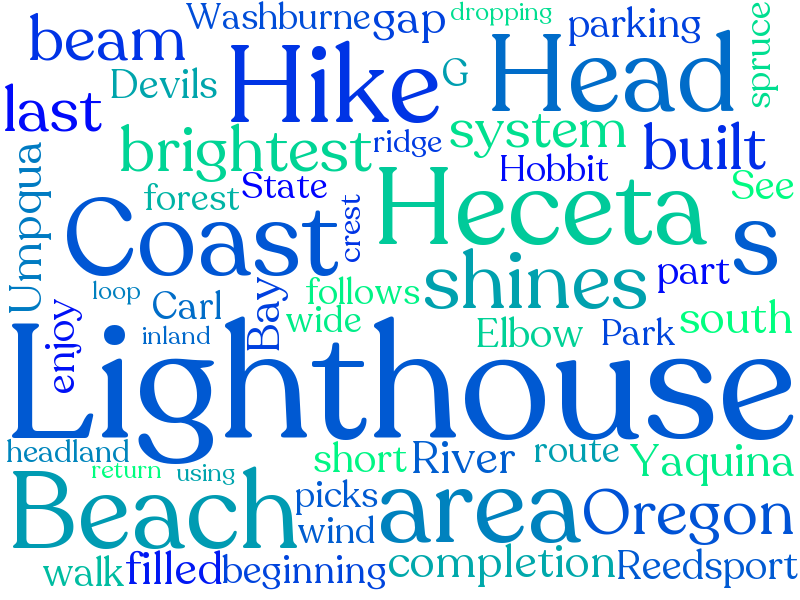 Washburne gap dropping parking spruce
beam Devils Hike G Head
last brightest ridge system built
Hobbit
Umpqua forest State crest Heceta See
Coast s
shines part
loop Carl Bay follows
enjoy inland wide Elbow Park south
Lighthouse
headland short River route Yaquina
return using
Beach picks area Oregon
wind
walk filled beginning completion Reedsport